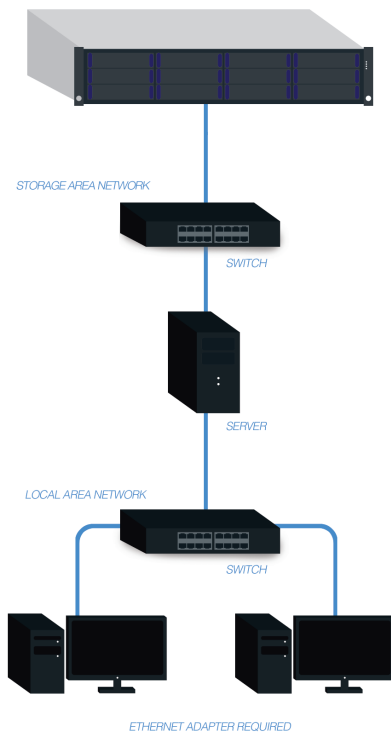 STORAGE AREA NETWORK
SWITCH
SERVER
LOCAL AREA NETWORK
SWITCH
ETHERNET ADAPTER REQUIRED